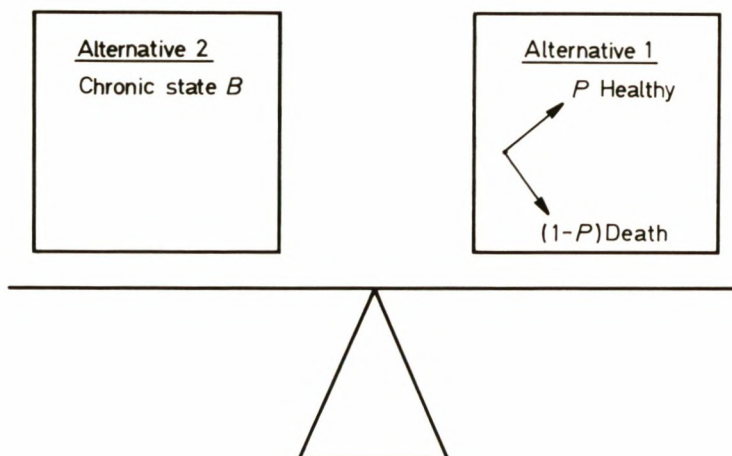 Alternative 2
Chronic state B
Alternative 1
P Healthy
(1-P) Death